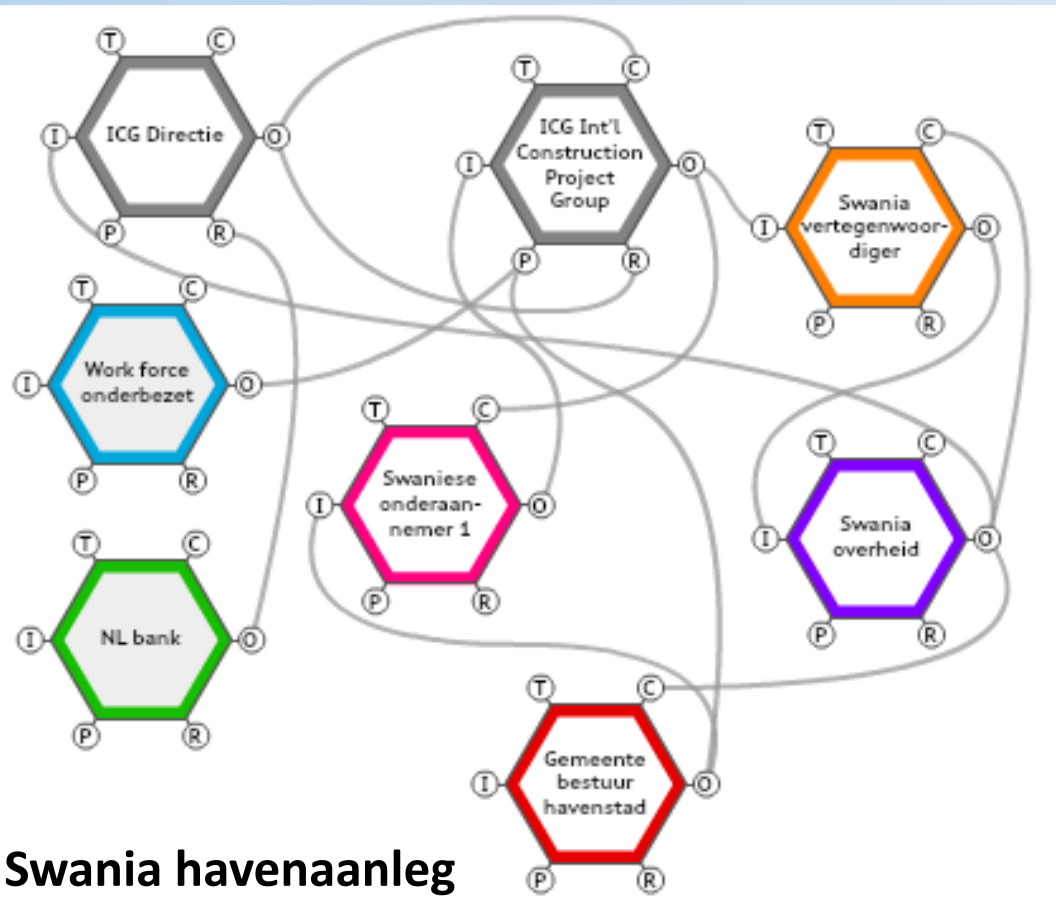 T C
ICG Directie
I O
P R
T C
ICG Int'l
Construction
Project
Group
I O
P R
T C
Swania
vertegenwoor-
diger
I O
P R
T C
Work force
onderbezet
I O
P R
T C
Swaniese
onderaan-
nemer 1
I O
P R
T C
Swania
overheid
I O
P R
T C
NL bank
I O
P R
T C
Gemeente
bestuur
havenstad
I O
P R
Swania havenaanleg